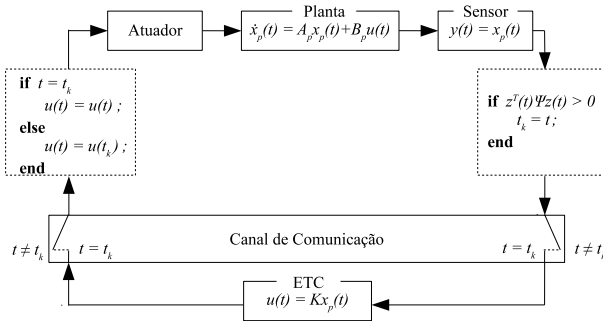 Planta
Sensor
Atuador
ẋₚ(t) = Aₚxₚ(t)+Bₚu(t)
y(t) = xₚ(t)
if t = tₖ
u(t) = u(t) ;
else
u(t) = u(tₖ) ;
end
if zᵀ(t)Ψz(t) > 0
tₖ = t ;
end
Canal de Comunicação
t ≠ tₖ
t = tₖ
t = tₖ
t ≠ tₖ
ETC
u(t) = Kxₚ(t)